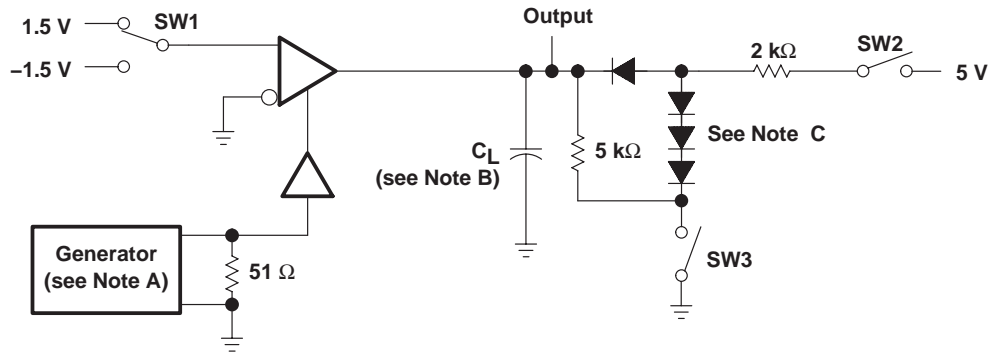 Output
1.5 V
SW1
–1.5 V
2 kΩ
SW2
5 V
See Note C
CL
(see Note B)
5 kΩ
Generator
(see Note A)
51 Ω
SW3